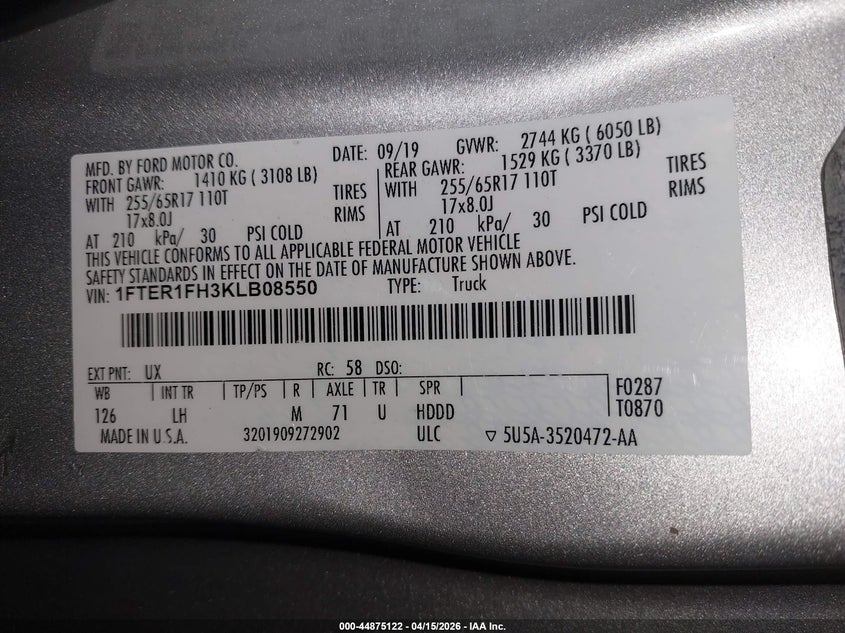 MFD. BY FORD MOTOR CO.
DATE: 09/19 GVWR: 2744 KG ( 6050 LB)
FRONT GAWR: 1410 KG ( 3108 LB)
WITH 255/65R17 110T TIRES
17x8.0J RIMS
AT 210 kPa/ 30 PSI COLD
REAR GAWR: 1529 KG ( 3370 LB)
WITH 255/65R17 110T TIRES
17x8.0J RIMS
AT 210 kPa/ 30 PSI COLD
THIS VEHICLE CONFORMS TO ALL APPLICABLE FEDERAL MOTOR VEHICLE
SAFETY STANDARDS IN EFFECT ON THE DATE OF MANUFACTURE SHOWN ABOVE.
VIN: 1FTER1FH3KLB08550 TYPE: Truck
EXT PNT: UX RC: 58 DSO:
WB INT TR TP/PS R AXLE TR SPR F0287
126 LH M 71 U HDDD T0870
MADE IN U.S.A. 3201909272902 ULC ▽ 5U5A-3520472-AA
000-44875122 - 04/15/2026 - IAA Inc.